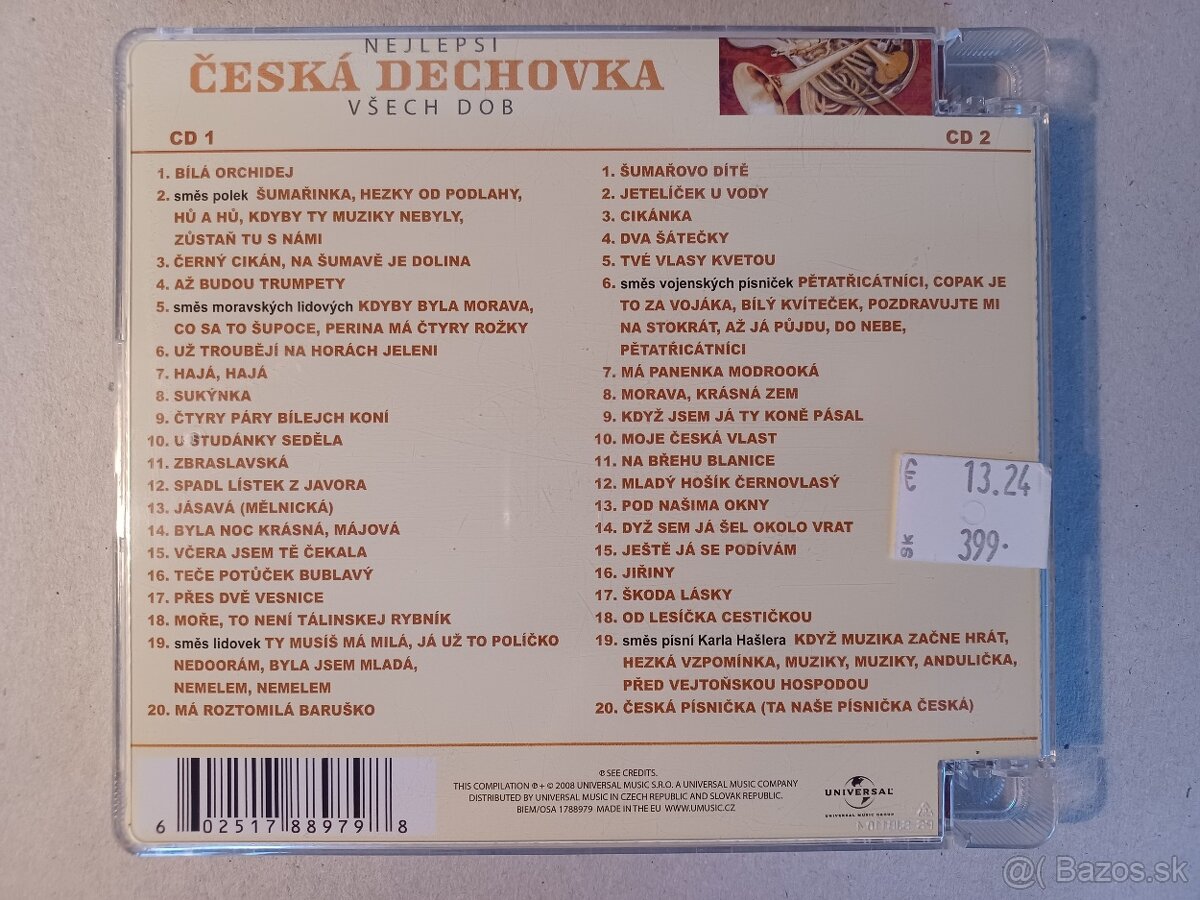 NEJLEPSI
ČESKÁ DECHOVKA
VŠECH DOB
CD 1
1. BÍLÁ ORCHIDEJ
2. směs polek ŠUMAŘINKA, HEZKY OD PODLAHY,
HŮ A HŮ, KDYBY TY MUZIKY NEBYLY,
ZŮSTAŇ TU S NÁMI
3. ČERNÝ CIKÁN, NA ŠUMAVĚ JE DOLINA
4. AŽ BUDOU TRUMPETY
5. směs moravských lidových KDYBY BYLA MORAVA,
CO SA TO ŠUPOCE, PERINA MÁ ČTYRY ROŽKY
6. UŽ TROUBĚJÍ NA HORÁCH JELENI
7. HAJÁ, HAJÁ
8. SUKÝNKA
9. ČTYRY PÁRY BÍLEJCH KONÍ
10. U STUDÁNKY SEDĚLA
11. ZBRASLAVSKÁ
12. SPADL LÍSTEK Z JAVORA
13. JÁSAVÁ (MĚLNICKÁ)
14. BYLA NOC KRÁSNÁ, MÁJOVÁ
15. VČERA JSEM TĚ ČEKALA
16. TEČE POTŮČEK BUBLAVÝ
17. PŘES DVĚ VESNICE
18. MOŘE, TO NENÍ TÁLINSKEJ RYBNÍK
19. směs lidovek TY MUSÍŠ MÁ MILÁ, JÁ UŽ TO POLÍČKO
NEDOORÁM, BYLA JSEM MLADÁ,
NEMELEM, NEMELEM
20. MÁ ROZTOMILÁ BARUŠKO
CD 2
1. ŠUMAŘOVO DÍTĚ
2. JETELÍČEK U VODY
3. CIKÁNKA
4. DVA ŠÁTEČKY
5. TVÉ VLASY KVETOU
6. směs vojenských písniček PĚTATŘICÁTNÍCI, COPAK JE
TO ZA VOJÁKA, BÍLÝ KVÍTEČEK, POZDRAVUJTE MI
NA STOKRÁT, AŽ JÁ PŮJDU, DO NEBE,
PĚTATŘICÁTNÍCI
7. MÁ PANENKA MODROOKÁ
8. MORAVA, KRÁSNÁ ZEM
9. KDYŽ JSEM JÁ TY KONĚ PÁSAL
10. MOJE ČESKÁ VLAST
11. NA BŘEHU BLANICE
12. MLADÝ HOŠÍK ČERNOVLASÝ
13. POD NAŠIMA OKNY
14. DYŽ SEM JÁ ŠEL OKOLO VRAT
15. JEŠTĚ JÁ SE PODÍVÁM
16. JIŘINY
17. ŠKODA LÁSKY
18. OD LESÍČKA CESTIČKOU
19. směs písní Karla Hašlera KDYŽ MUZIKA ZAČNE HRÁT,
HEZKÁ VZPOMÍNKA, MUZIKY, MUZIKY, ANDULIČKA,
PŘED VEJTOŇSKOU HOSPODOU
20. ČESKÁ PÍSNIČKA (TA NAŠE PÍSNIČKA ČESKÁ)
€ 13.24
SK 399.-
6 02517 88979 8
℗ SEE CREDITS.
THIS COMPILATION ℗ + © 2008 UNIVERSAL MUSIC S.R.O. A UNIVERSAL MUSIC COMPANY
DISTRIBUTED BY UNIVERSAL MUSIC IN CZECH REPUBLIC AND SLOVAK REPUBLIC.
BIEM/OSA 1788979 MADE IN THE EU WWW.UMUSIC.CZ
UNIVERSAL
UNIVERSAL MUSIC GROUP
@( Bazos.sk